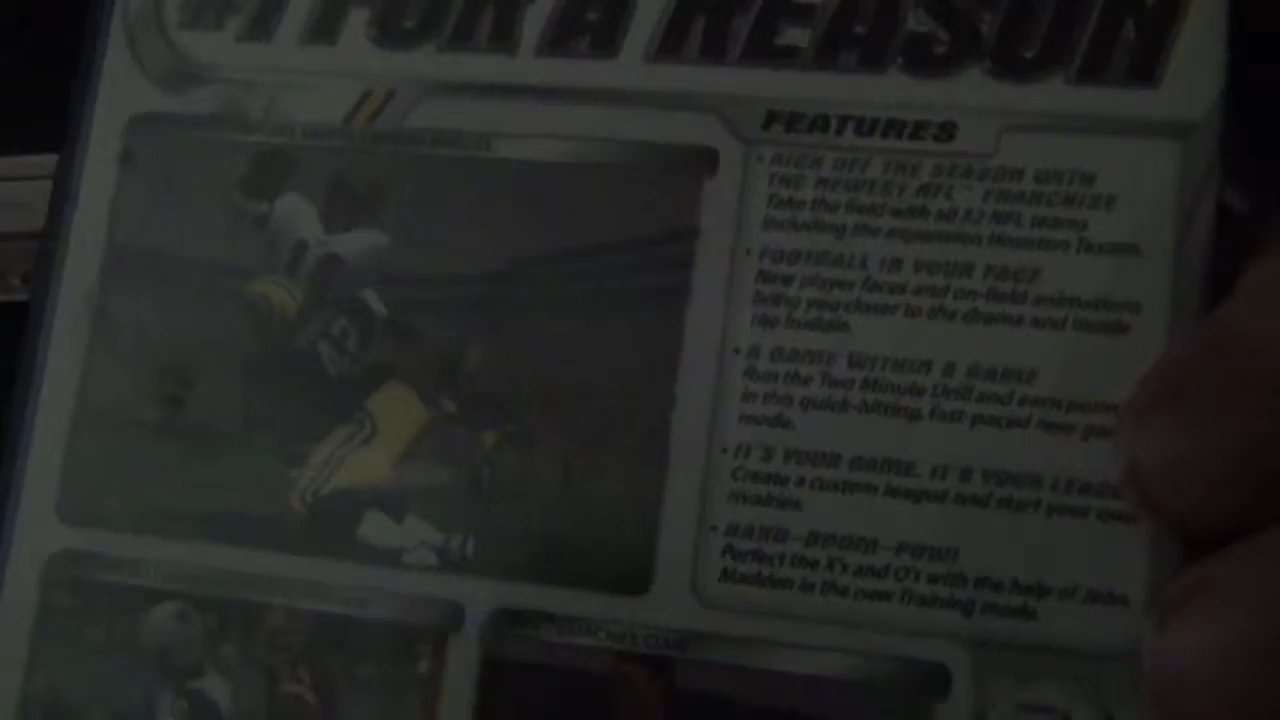 #1 FOR A REASON
FEATURES
• KICK OFF THE SEASON WITH
THE NEWEST NFL™ FRANCHISE
Take the field with all 32 NFL teams
including the expansion Houston Texans.
• FOOTBALL IN YOUR FACE
New player faces and on-field animations
bring you closer to the drama and inside
the huddle.
• A GAME WITHIN A GAME
Run the Two Minute Drill and earn points
in this quick-hitting, fast-paced new
mode.
• IT'S YOUR GAME. IT'S YOUR
Create a custom league and start your own
rivalries.
• BANG—BOOM—POW!
Perfect the X's and O's with the help of John
Madden in the new Training mode.